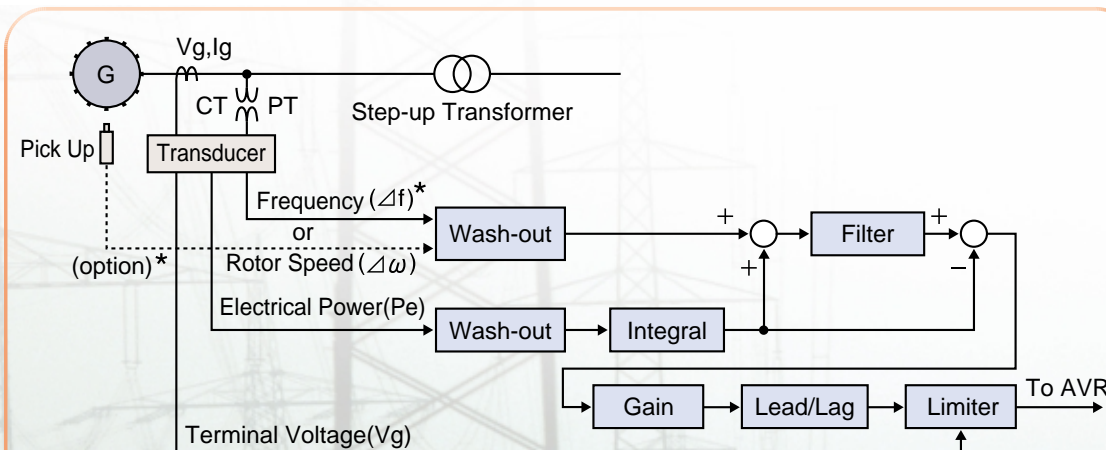 Vg,Ig
G
CT PT
Step-up Transformer
Pick Up
Transducer
Frequency (⊿f)*
or
Wash-out
+
+
Filter
+
−
(option)*
Rotor Speed (⊿ω)
Electrical Power(Pe)
Wash-out
Integral
Gain
Lead/Lag
Limiter
To AVR
Terminal Voltage(Vg)